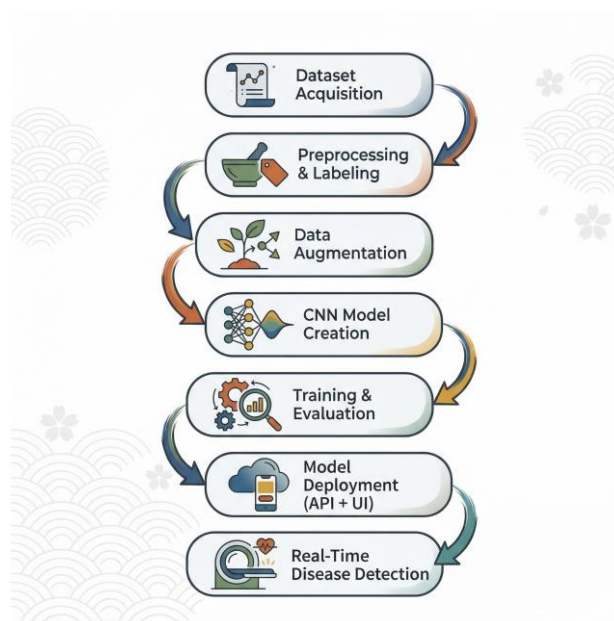 Dataset
Acquisition
Preprocessing
& Labeling
Data
Augmentation
CNN Model
Creation
Training &
Evaluation
Model
Deployment
(API + UI)
Real-Time
Disease Detection